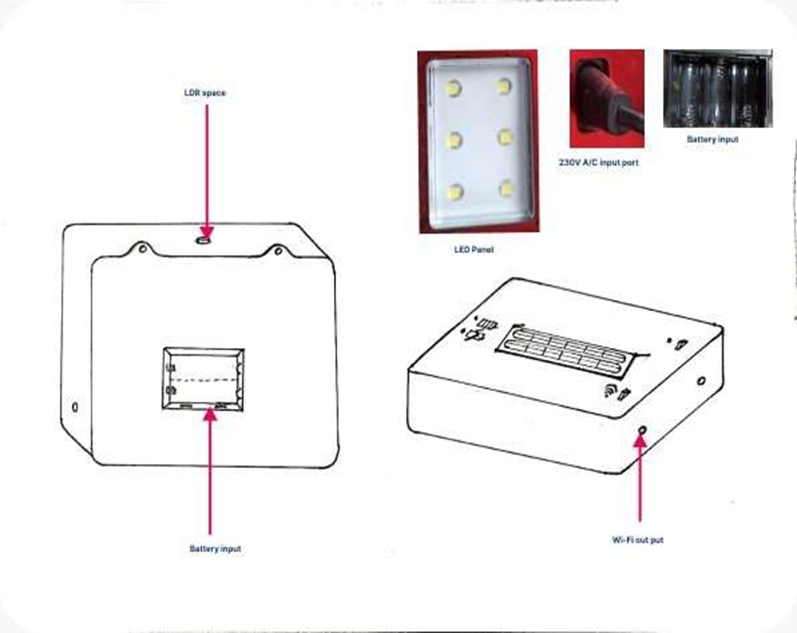 LDR space
LED Panel
230V A/C input port
Battery input
Battery input
Wi-Fi out put